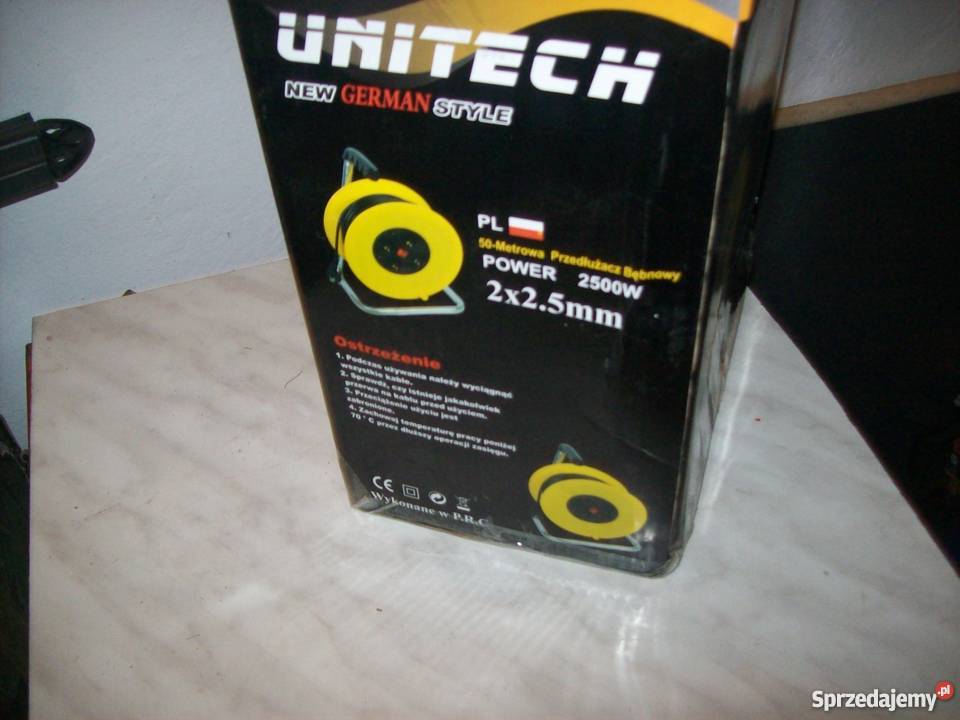 UNITECH
NEW GERMAN STYLE
PL
50-Metrowa Przedłużacz Bębnowy
POWER 2500W
2x2.5mm
Ostrzeżenie
1. Podczas używania należy wyciągnąć
wszystkie kable.
2. Sprawdź, czy istnieje jakakolwiek
przerwa na kablu przed użyciem.
3. Przeciążenie użyciu jest
zabronione.
4. Zachowaj temperaturę pracy poniżej
70 ° C przez dłuższy operacji zasięgu.
CE
Wykonane w P.R.C
Sprzedajemy.pl